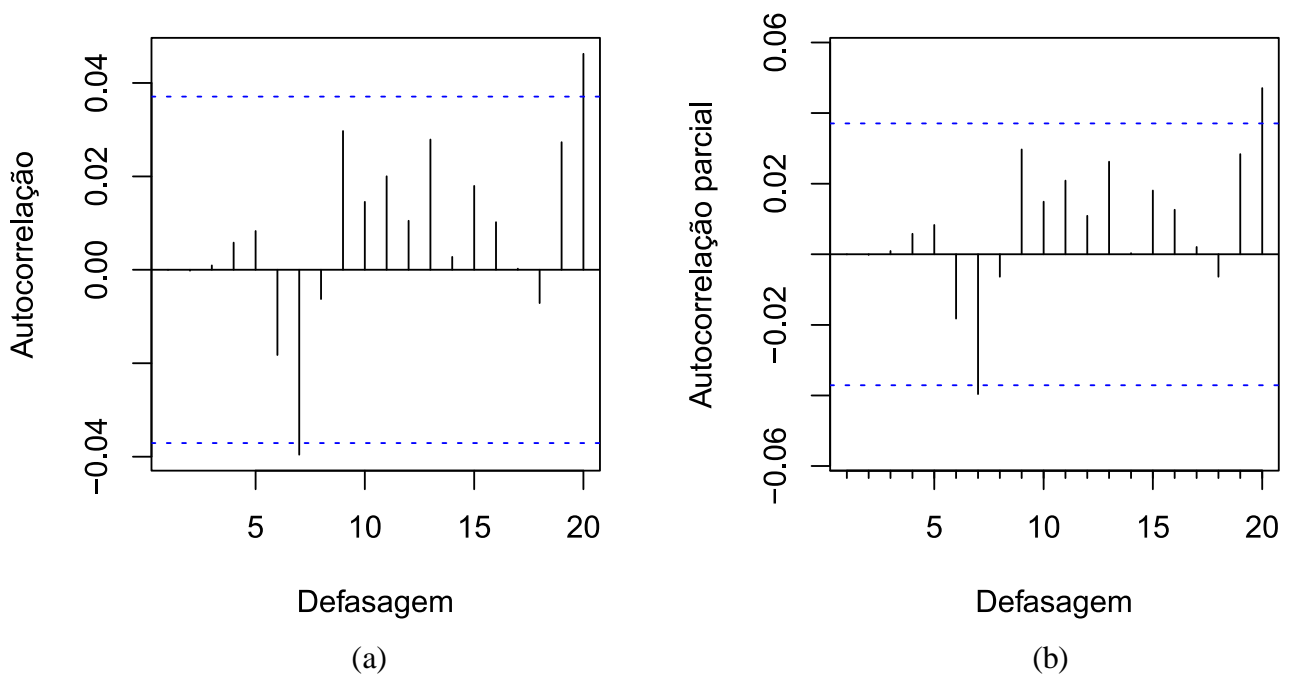 Autocorrelação
0.04
0.02
0.00
−0.04
5 10 15 20
Defasagem
(a)
Autocorrelação parcial
0.06
0.02
−0.02
−0.06
5 10 15 20
Defasagem
(b)